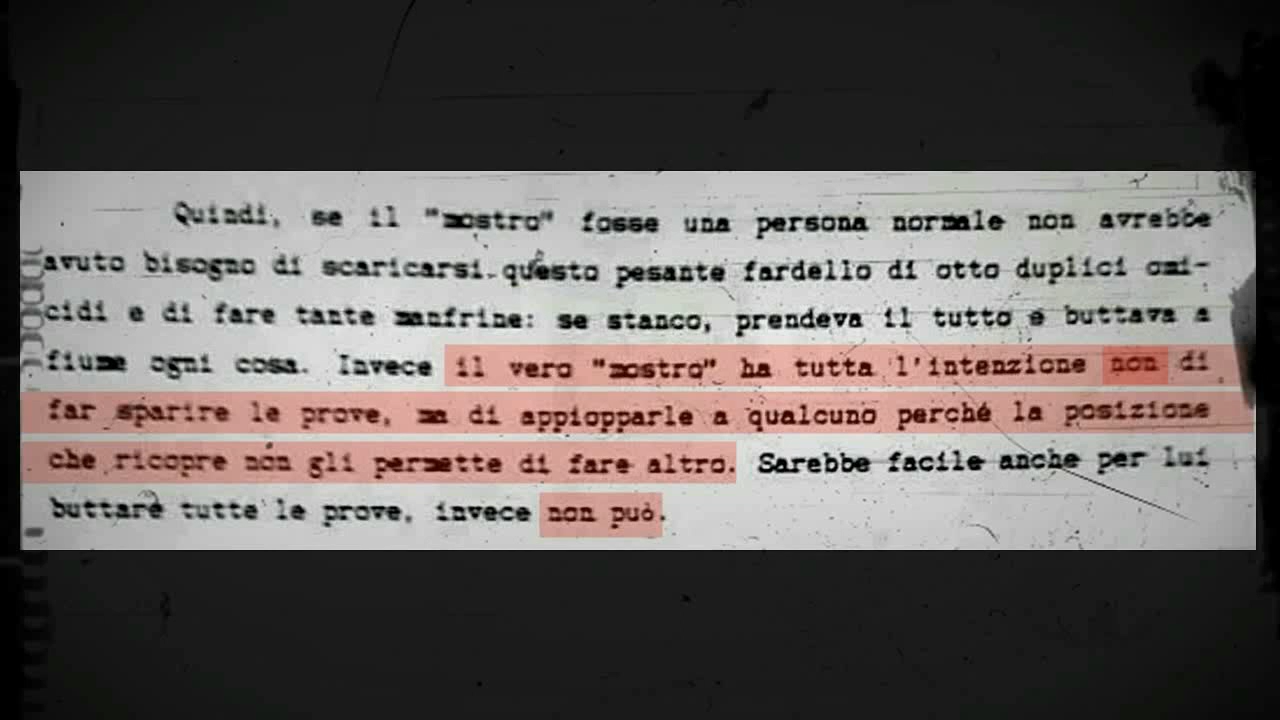 Quindi, se il "mostro" fosse una persona normale non avrebbe
avuto bisogno di scaricarsi questo pesante fardello di otto duplici omi-
cidi e di fare tante manfrine: se stanco, prendeva il tutto e buttava a
fiume ogni cosa. Invece il vero "mostro" ha tutta l'intenzione non di
far sparire le prove, ma di appiopparle a qualcuno perché la posizione
che ricopre non gli permette di fare altro. Sarebbe facile anche per lui
buttare tutte le prove, invece non può.